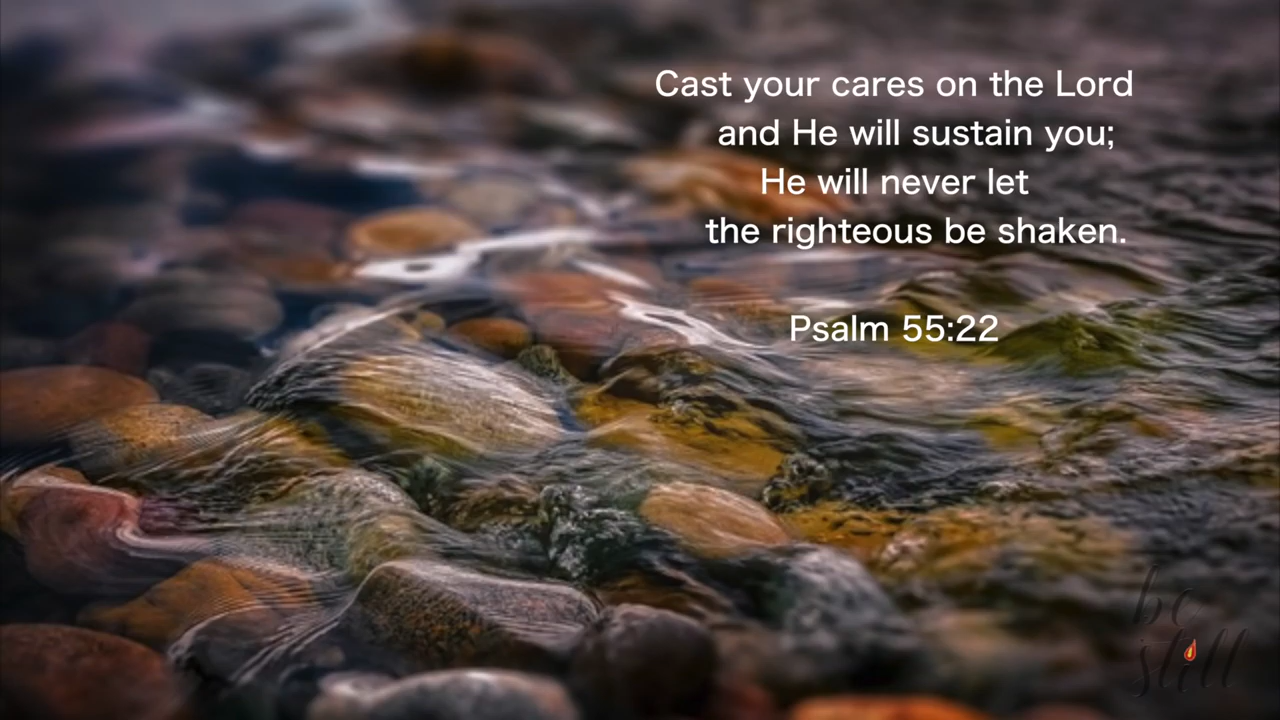 Cast your cares on the Lord
and He will sustain you;
He will never let
the righteous be shaken.
Psalm 55:22
be
still